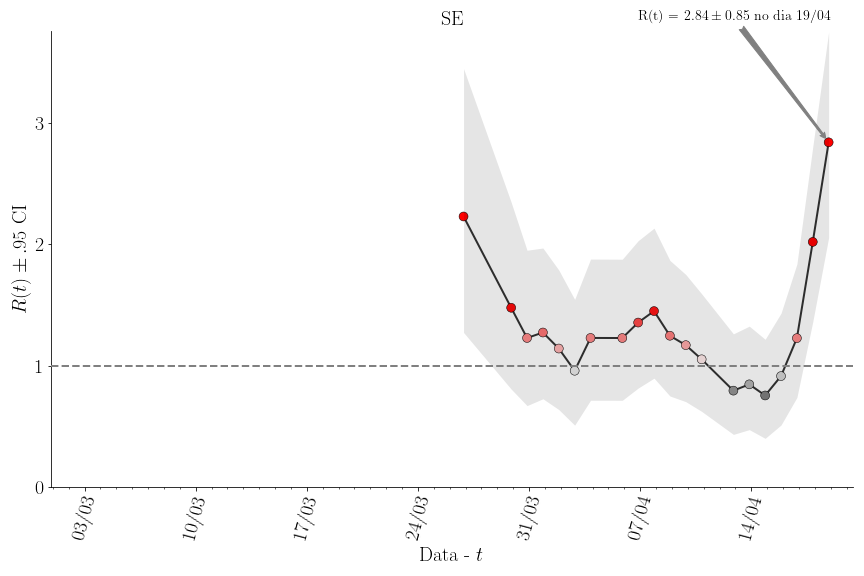 SE
R(t) = 2.84 ± 0.85 no dia 19/04
R(t) ± .95 CI
3
2
1
0
03/03
10/03
17/03
24/03
31/03
07/04
14/04
Data - t